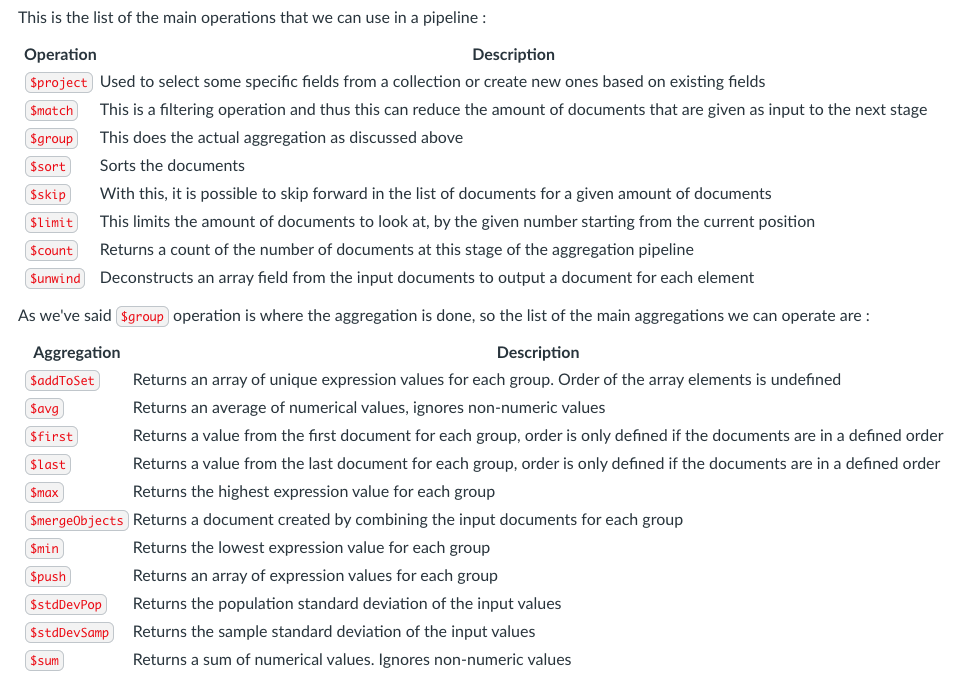 This is the list of the main operations that we can use in a pipeline :
Operation Description
$project Used to select some specific fields from a collection or create new ones based on existing fields
$match This is a filtering operation and thus this can reduce the amount of documents that are given as input to the next stage
$group This does the actual aggregation as discussed above
$sort Sorts the documents
$skip With this, it is possible to skip forward in the list of documents for a given amount of documents
$limit This limits the amount of documents to look at, by the given number starting from the current position
$count Returns a count of the number of documents at this stage of the aggregation pipeline
$unwind Deconstructs an array field from the input documents to output a document for each element
As we've said $group operation is where the aggregation is done, so the list of the main aggregations we can operate are :
Aggregation Description
$addToSet Returns an array of unique expression values for each group. Order of the array elements is undefined
$avg Returns an average of numerical values, ignores non-numeric values
$first Returns a value from the first document for each group, order is only defined if the documents are in a defined order
$last Returns a value from the last document for each group, order is only defined if the documents are in a defined order
$max Returns the highest expression value for each group
$mergeObjects Returns a document created by combining the input documents for each group
$min Returns the lowest expression value for each group
$push Returns an array of expression values for each group
$stdDevPop Returns the population standard deviation of the input values
$stdDevSamp Returns the sample standard deviation of the input values
$sum Returns a sum of numerical values. Ignores non-numeric values